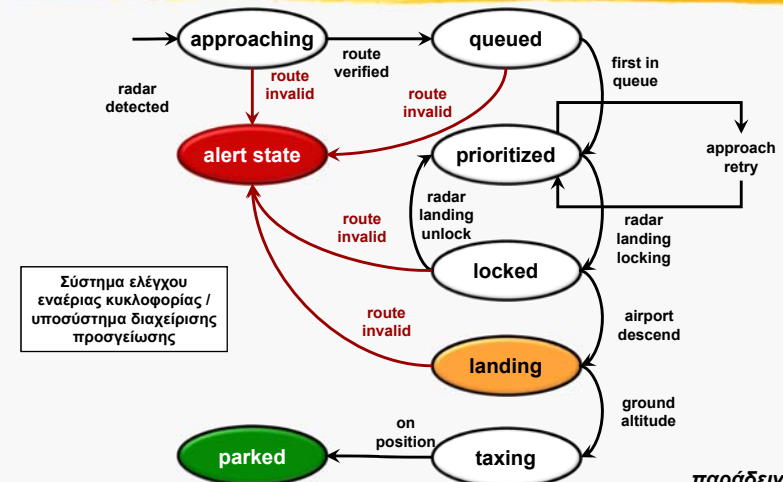 approaching
queued
route
verified
radar
detected
route
invalid
route
invalid
first in
queue
alert state
prioritized
approach
retry
radar
landing
unlock
radar
landing
locking
route
invalid
locked
Σύστημα ελέγχου
εναέριας κυκλοφορίας /
υποσύστημα διαχείρισης
προσγείωσης
route
invalid
airport
descend
landing
ground
altitude
on
position
parked
taxing